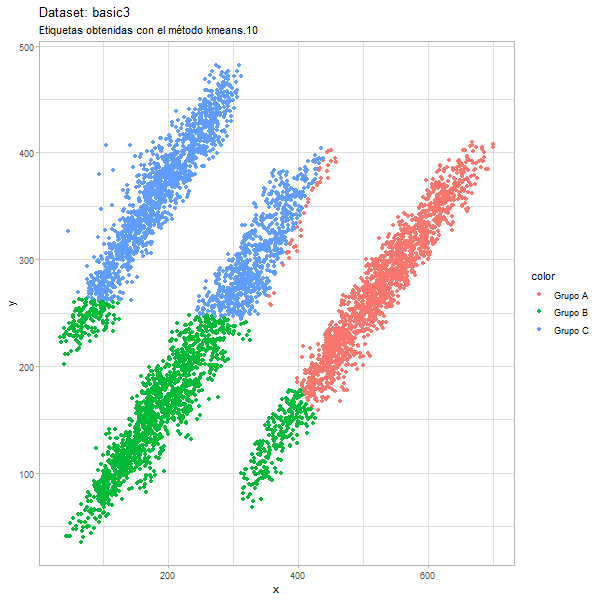 Dataset: basic3
Etiquetas obtenidas con el método kmeans.10
500
400
300
200
100
y
200
400
600
x
color
Grupo A
Grupo B
Grupo C